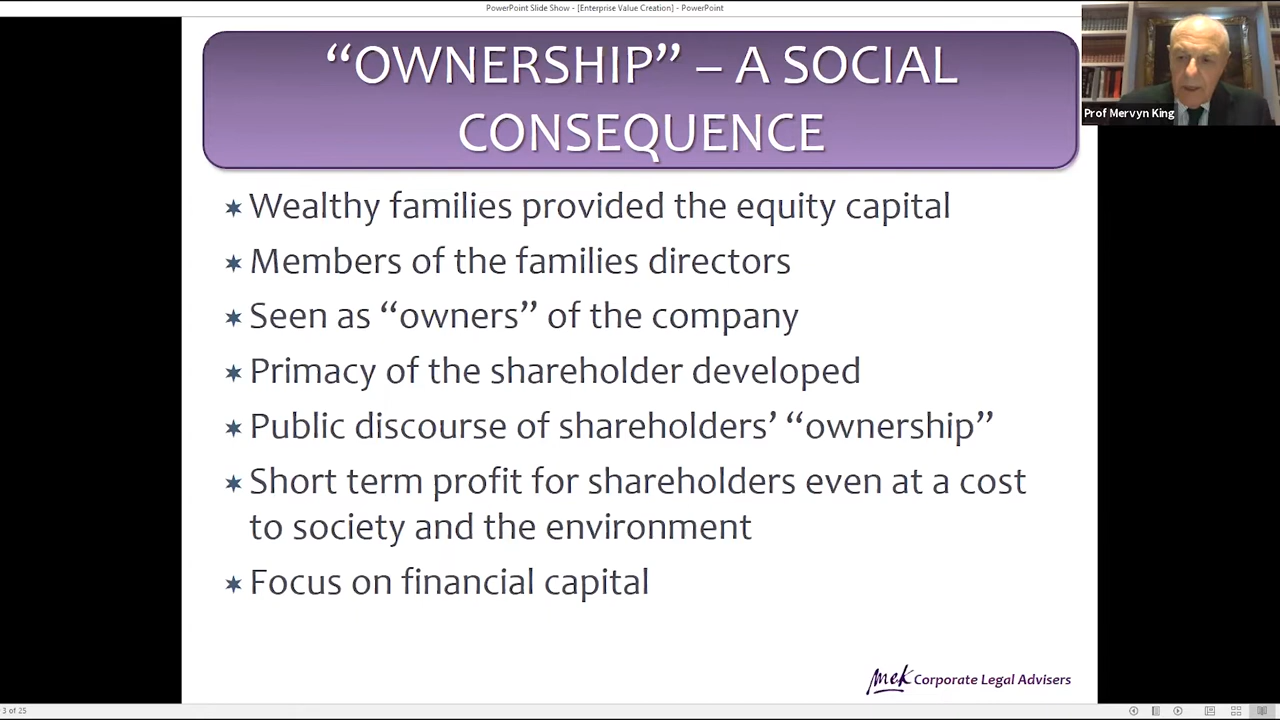 PowerPoint Slide Show - [Enterprise Value Creation] - PowerPoint
“OWNERSHIP” – A SOCIAL
CONSEQUENCE
Prof Mervyn King
Wealthy families provided the equity capital
Members of the families directors
Seen as “owners” of the company
Primacy of the shareholder developed
Public discourse of shareholders’ “ownership”
Short term profit for shareholders even at a cost
to society and the environment
Focus on financial capital
mek Corporate Legal Advisers
3 of 25